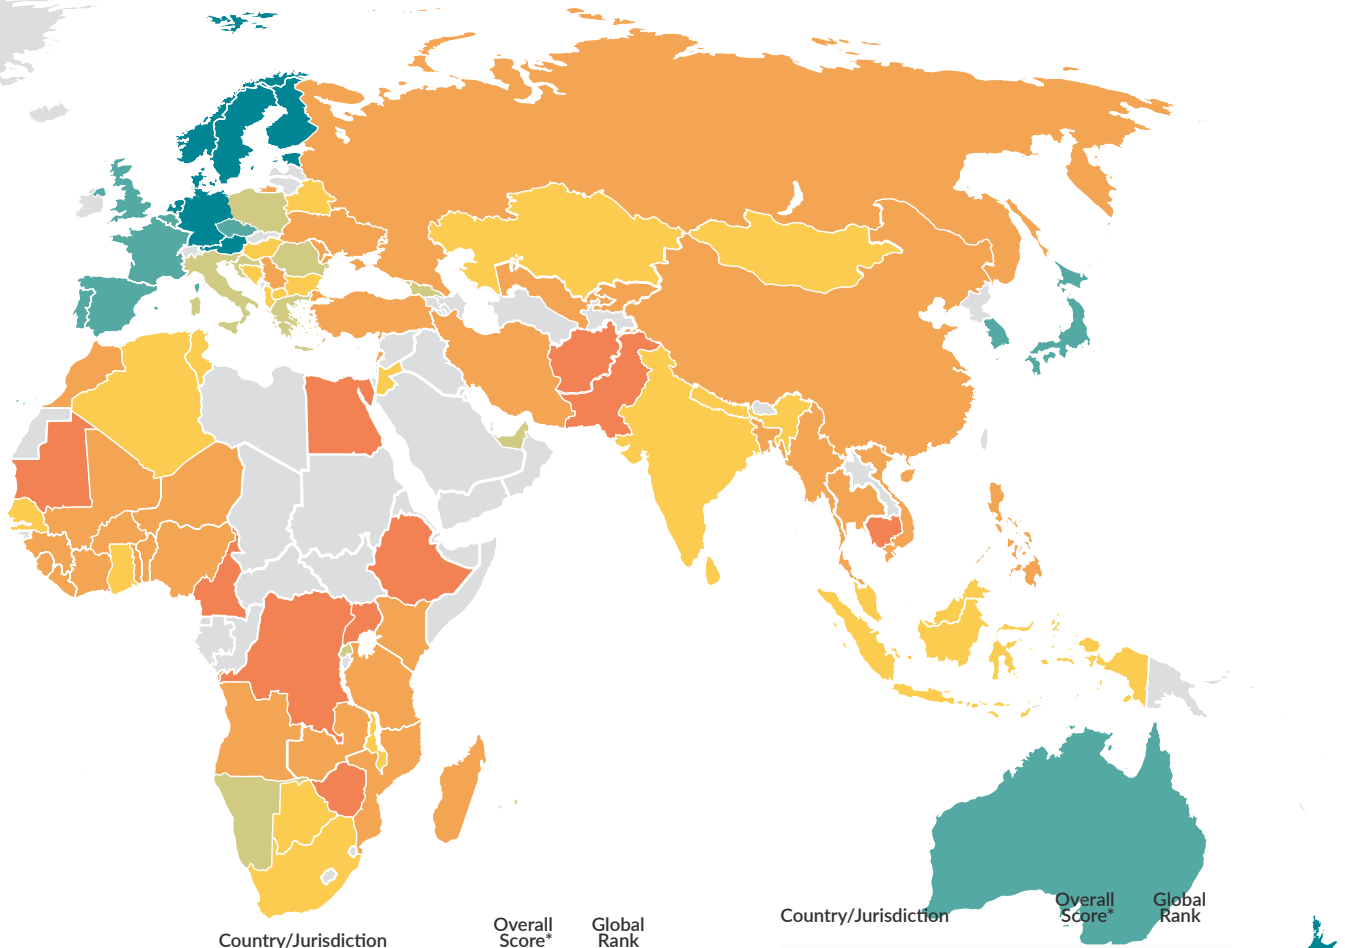 Country/Jurisdiction
Overall
Score*
Global
Rank
Country/Jurisdiction
Overall
Score*
Global
Rank